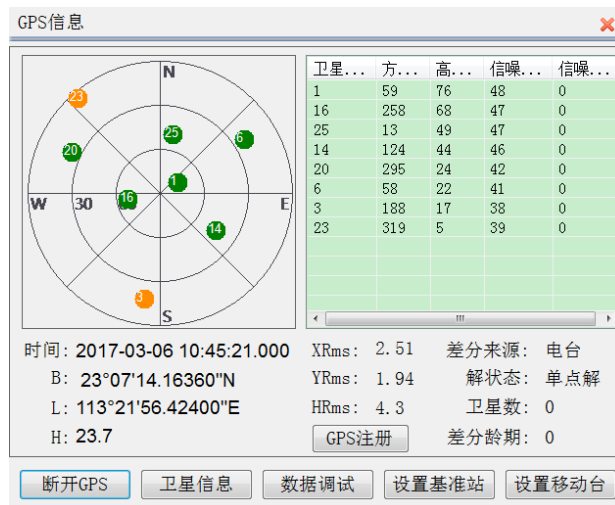 GPS信息
N
W
30
E
S
23
20
25
6
1
16
14
3
卫星... 方... 高... 信噪... 信噪...
1 59 76 48 0
16 258 68 47 0
25 13 49 47 0
14 124 44 46 0
20 295 24 42 0
6 58 22 41 0
3 188 17 38 0
23 319 5 39 0
时间: 2017-03-06 10:45:21.000
B: 23°07'14.16360"N
L: 113°21'56.42400"E
H: 23.7
XRms: 2.51
YRms: 1.94
HRms: 4.3
GPS注册
差分来源: 电台
解状态: 单点解
卫星数: 0
差分龄期: 0
断开GPS 卫星信息 数据调试 设置基准站 设置移动台